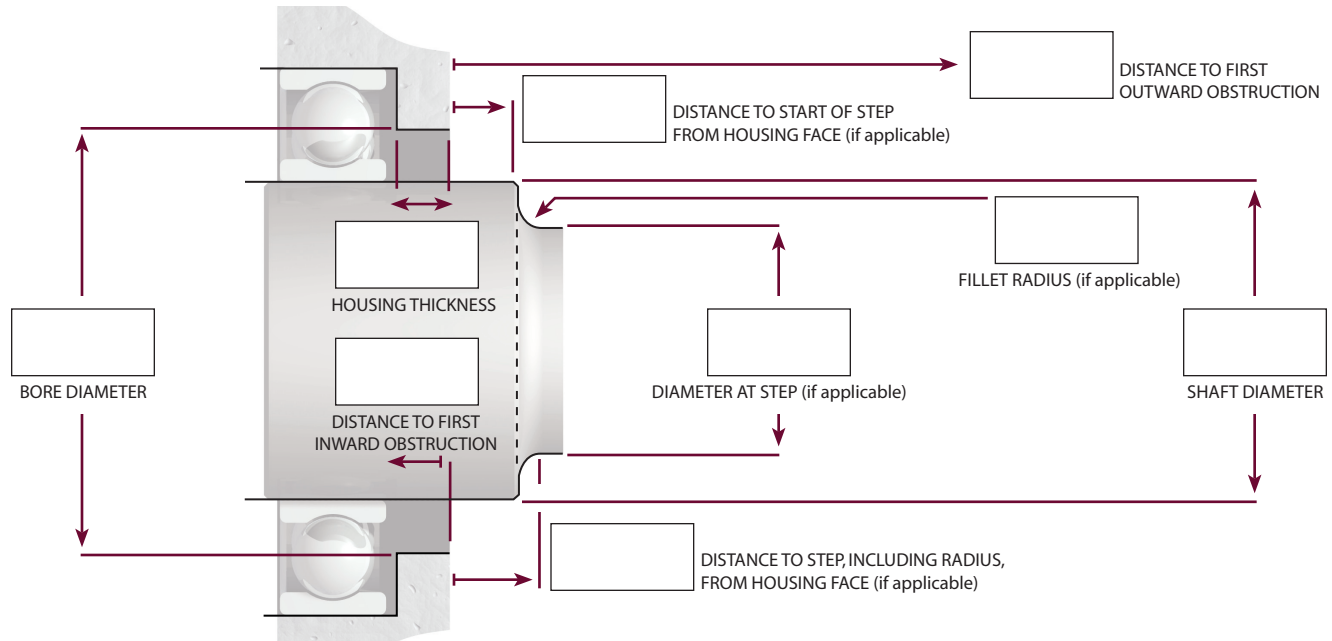 DISTANCE TO FIRST
OUTWARD OBSTRUCTION
DISTANCE TO START OF STEP
FROM HOUSING FACE (if applicable)
FILLET RADIUS (if applicable)
HOUSING THICKNESS
BORE DIAMETER
DIAMETER AT STEP (if applicable)
SHAFT DIAMETER
DISTANCE TO FIRST
INWARD OBSTRUCTION
DISTANCE TO STEP, INCLUDING RADIUS,
FROM HOUSING FACE (if applicable)